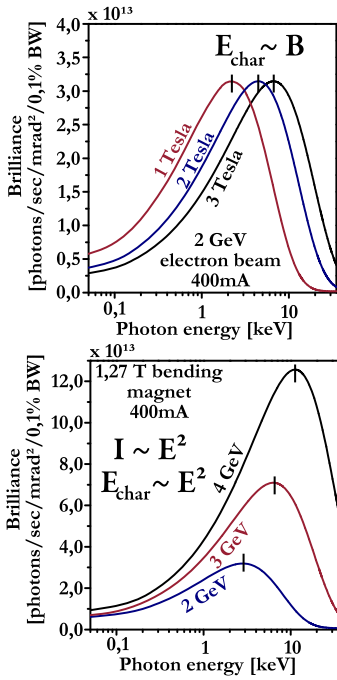 x 10¹³
4,0
3,5
3,0
2,5
2,0
1,5
1,0
0,5
0,0
Brilliance
[photons/sec/mrad²/0,1% BW]
E_char ~ B
1 Tesla
2 Tesla
3 Tesla
2 GeV
electron beam
400mA
0,1
1
10
Photon energy [keV]
x 10¹³
12,0
10,0
8,0
6,0
4,0
2,0
0,0
Brilliance
[photons/sec/mrad²/0,1% BW]
1,27 T bending
magnet
400mA
I ~ E²
E_char ~ E²
4 GeV
3 GeV
2 GeV
0,1
1
10
Photon energy [keV]